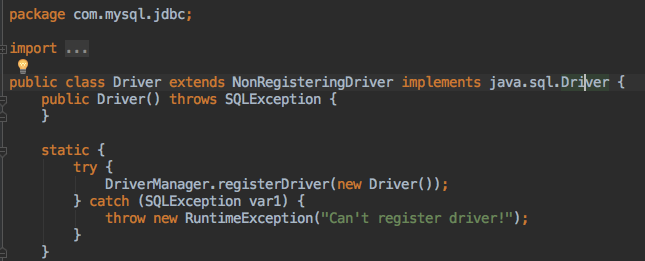 package com.mysql.jdbc;
import ...
public class Driver extends NonRegisteringDriver implements java.sql.Driver {
public Driver() throws SQLException {
}
static {
try {
DriverManager.registerDriver(new Driver());
} catch (SQLException var1) {
throw new RuntimeException("Can't register driver!");
}
}